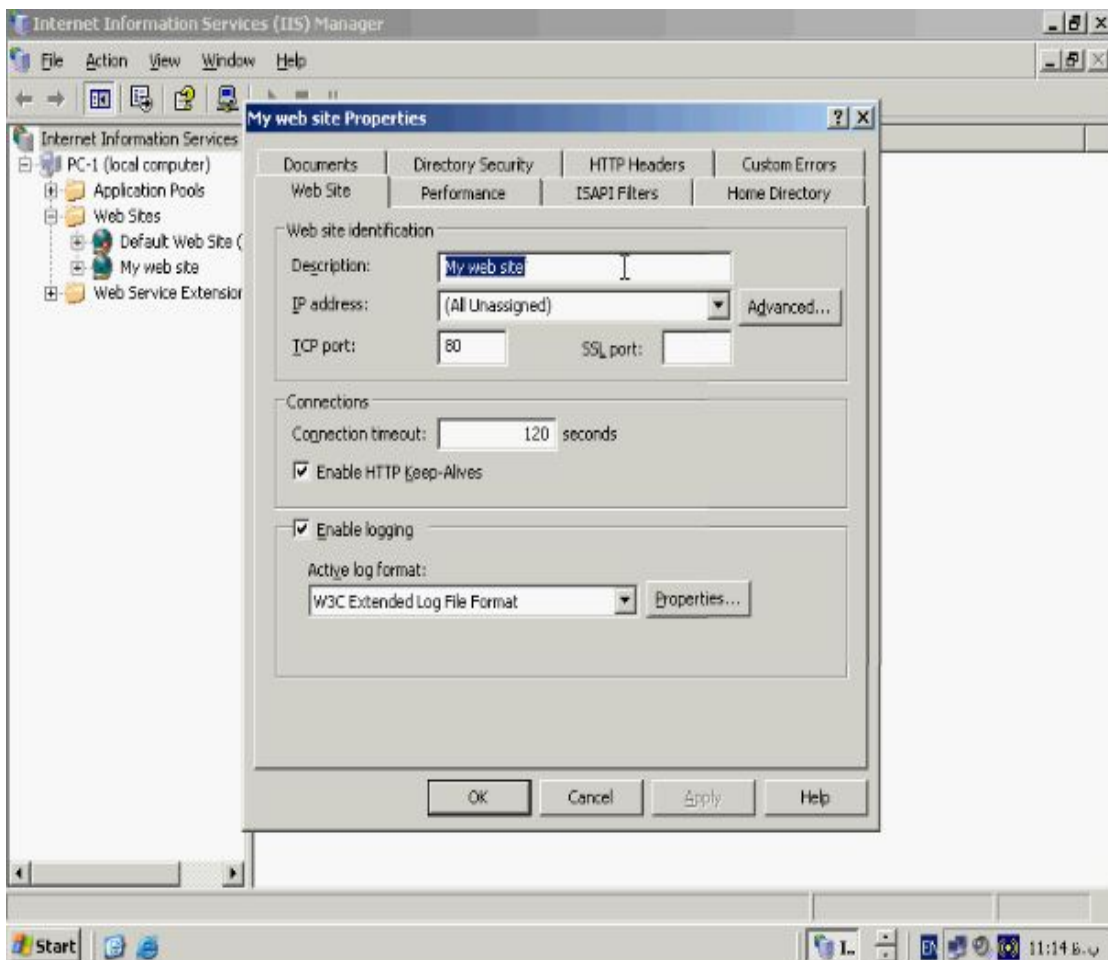 Internet Information Services (IIS) Manager
File Action View Window Help
My web site Properties
Internet Information Services
PC-1 (local computer)
Application Pools
Web Sites
Default Web Site (
My web site
Web Service Extension
Documents Directory Security HTTP Headers Custom Errors
Web Site Performance ISAPI Filters Home Directory
Web site identification
Description: My web site
IP address: (All Unassigned) Advanced...
TCP port: 80 SSL port:
Connections
Connection timeout: 120 seconds
Enable HTTP Keep-Alives
Enable logging
Active log format:
W3C Extended Log File Format Properties...
OK Cancel Apply Help
Start I.. EN 11:14 ب.ظ